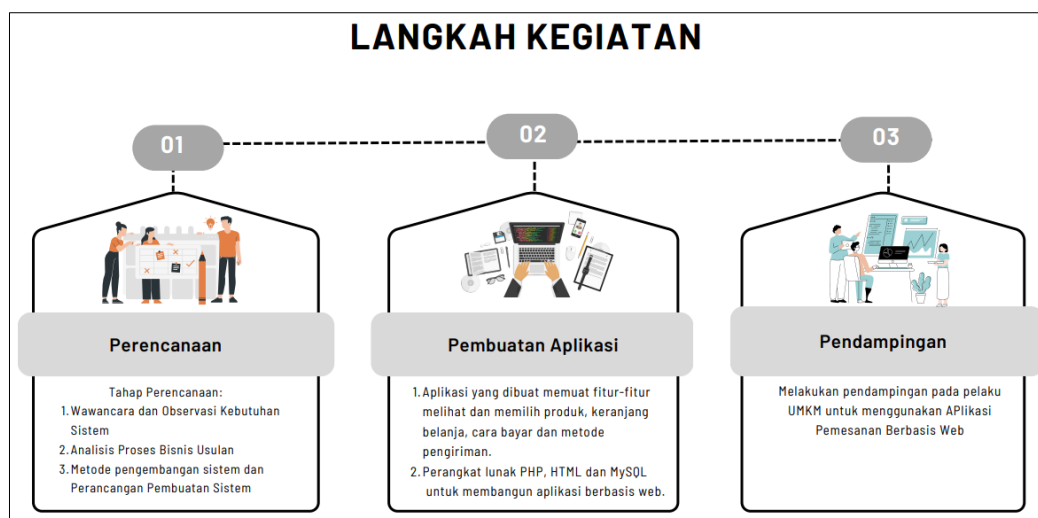 LANGKAH KEGIATAN
01
02
03
Perencanaan
Tahap Perencanaan:
1. Wawancara dan Observasi Kebutuhan
Sistem
2. Analisis Proses Bisnis Usulan
3. Metode pengembangan sistem dan
Perancangan Pembuatan Sistem
Pembuatan Aplikasi
1. Aplikasi yang dibuat memuat fitur-fitur
melihat dan memilih produk, keranjang
belanja, cara bayar dan metode
pengiriman.
2. Perangkat lunak PHP, HTML dan MySQL
untuk membangun aplikasi berbasis web.
Pendampingan
Melakukan pendampingan pada pelaku
UMKM untuk menggunakan APlikasi
Pemesanan Berbasis Web